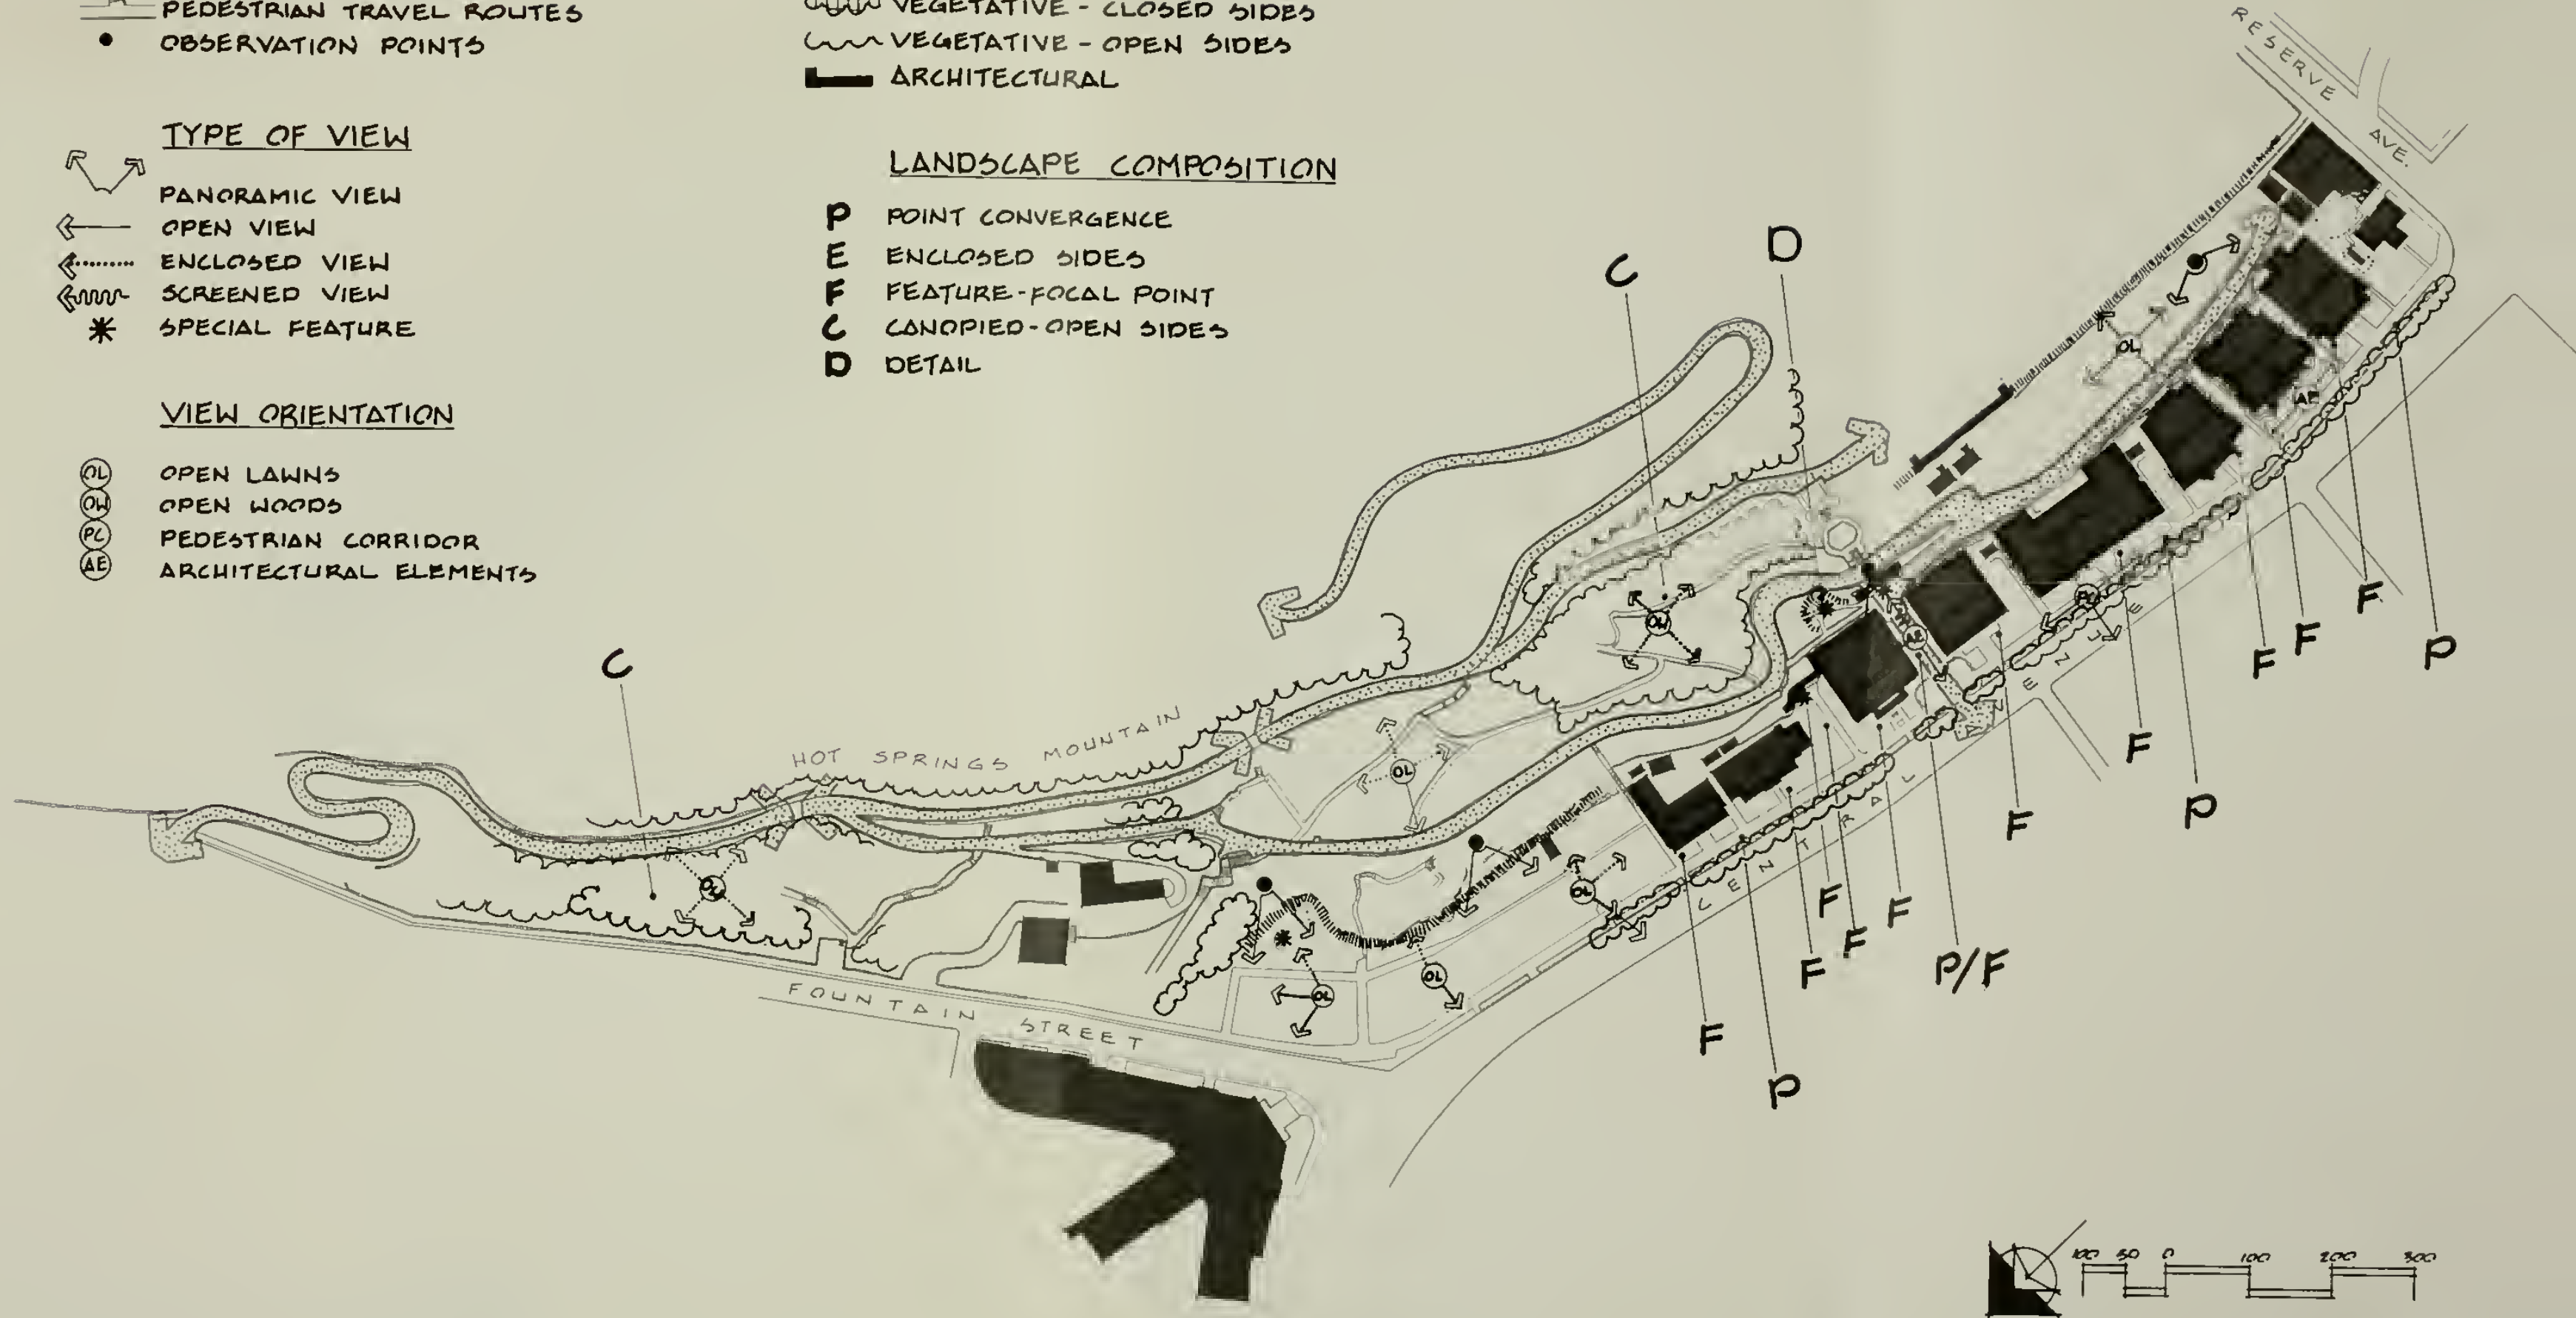 PEDESTRIAN TRAVEL ROUTES
OBSERVATION POINTS
TYPE OF VIEW
PANORAMIC VIEW
OPEN VIEW
ENCLOSED VIEW
SCREENED VIEW
SPECIAL FEATURE
VIEW ORIENTATION
OL OPEN LAWNS
OW OPEN WOODS
PC PEDESTRIAN CORRIDOR
AE ARCHITECTURAL ELEMENTS
VEGETATIVE - CLOSED SIDES
VEGETATIVE - OPEN SIDES
ARCHITECTURAL
LANDSCAPE COMPOSITION
P POINT CONVERGENCE
E ENCLOSED SIDES
F FEATURE-FOCAL POINT
C CANOPIED-OPEN SIDES
D DETAIL
RESERVE AVE.
C
D
OL
AE
OW
PC
AE
C
HOT SPRINGS MOUNTAIN
OL
OW
OL
OL
OL
CENTRAL AVENUE
FOUNTAIN STREET
F
P
F
F
F
F
P/F
F
P
F
F
F
F
P
100 50 0 100 200 300